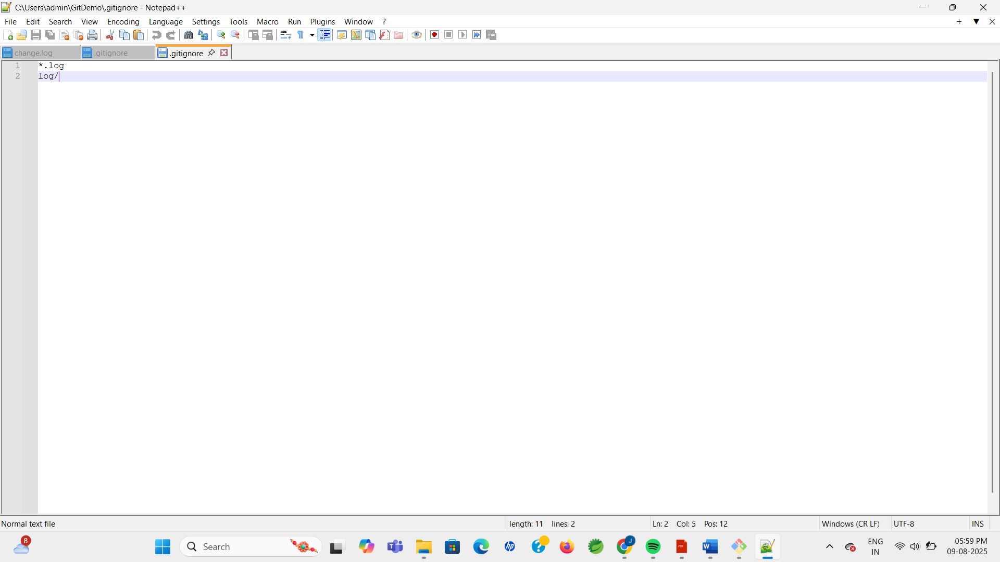 C:\Users\admin\GitDemo\.gitignore - Notepad++
File Edit Search View Encoding Language Settings Tools Macro Run Plugins Window ?
change.log .gitignore .gitignore
1 *.log
2 log/
Normal text file length: 11 lines: 2 Ln: 2 Col: 5 Pos: 12 Windows (CR LF) UTF-8 INS
8 Search ENG 05:59 PM
IN 09-08-2025